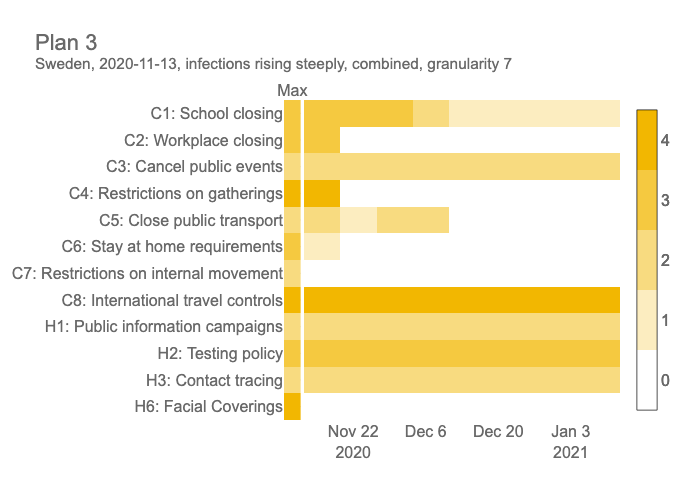 Plan 3
Sweden, 2020-11-13, infections rising steeply, combined, granularity 7
Max
C1: School closing
C2: Workplace closing
C3: Cancel public events
C4: Restrictions on gatherings
C5: Close public transport
C6: Stay at home requirements
C7: Restrictions on internal movement
C8: International travel controls
H1: Public information campaigns
H2: Testing policy
H3: Contact tracing
H6: Facial Coverings
4
3
2
1
0
Nov 22 Dec 6 Dec 20 Jan 3
2020 2021